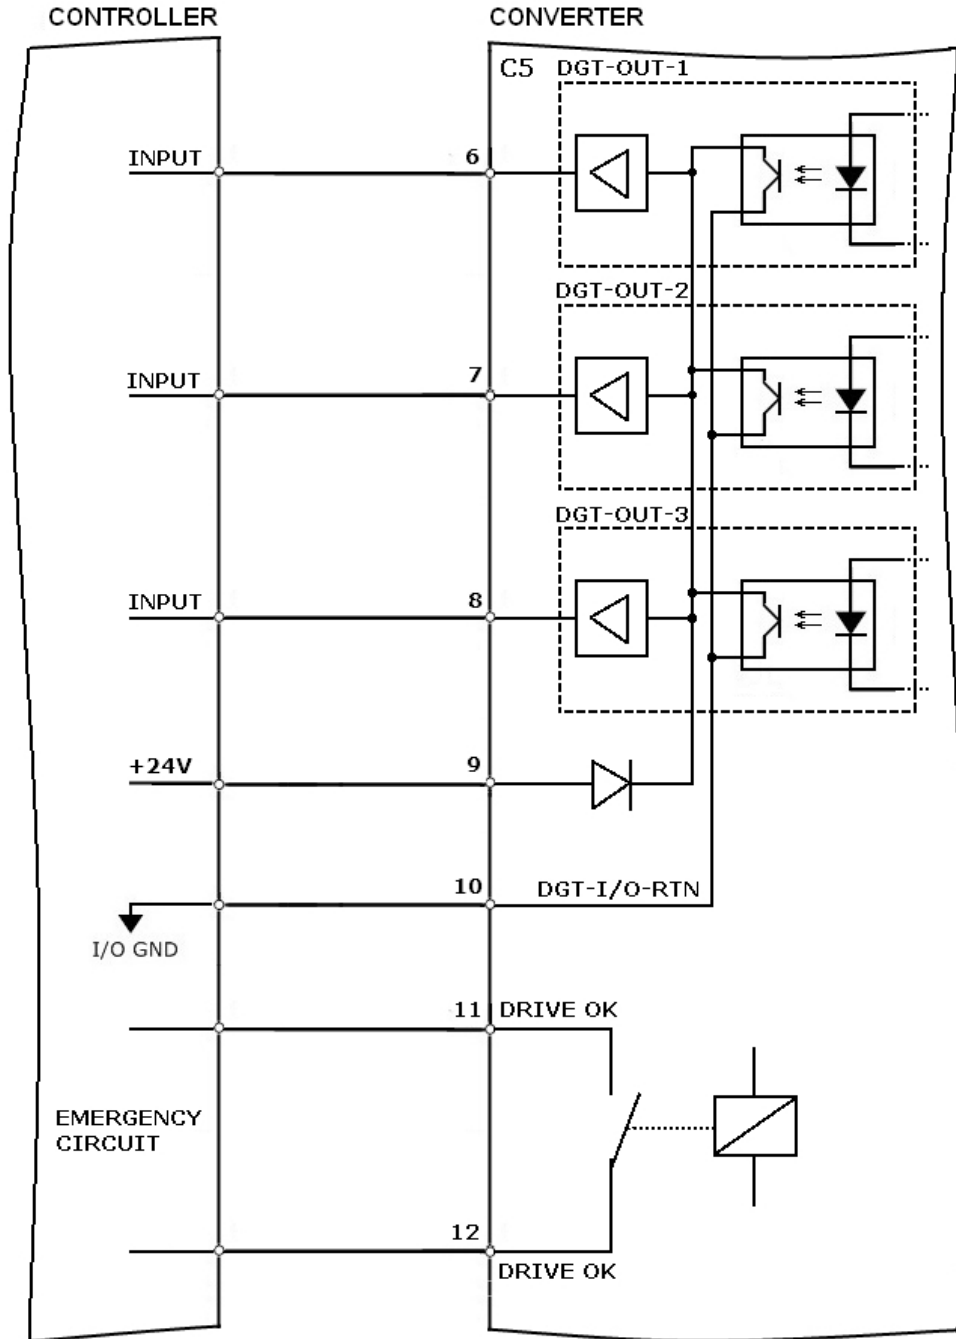 CONTROLLER
CONVERTER
C5
DGT-OUT-1
INPUT
6
DGT-OUT-2
INPUT
7
DGT-OUT-3
INPUT
8
+24V
9
10
DGT-I/O-RTN
I/O GND
11
DRIVE OK
EMERGENCY
CIRCUIT
12
DRIVE OK